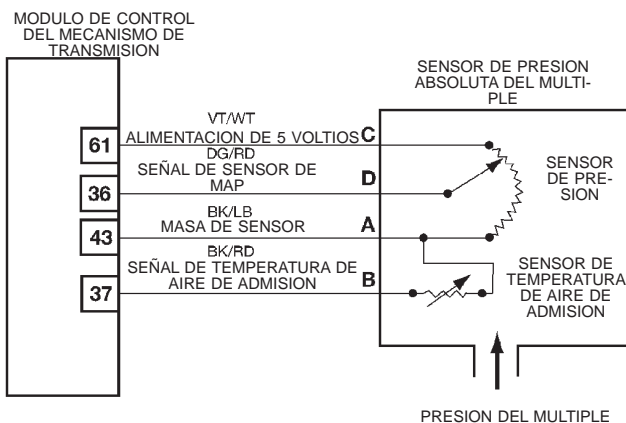 MODULO DE CONTROL
DEL MECANISMO DE
TRANSMISION
SENSOR DE PRESION
ABSOLUTA DEL MULTI-
PLE
VT/WT
61 ALIMENTACION DE 5 VOLTIOS C
DG/RD
SEÑAL DE SENSOR DE
36 MAP D
BK/LB
43 MASA DE SENSOR A
BK/RD
SEÑAL DE TEMPERATURA DE
37 AIRE DE ADMISION B
SENSOR
DE PRE-
SION
SENSOR DE
TEMPERATURA
DE AIRE DE
ADMISION
PRESION DEL MULTIPLE